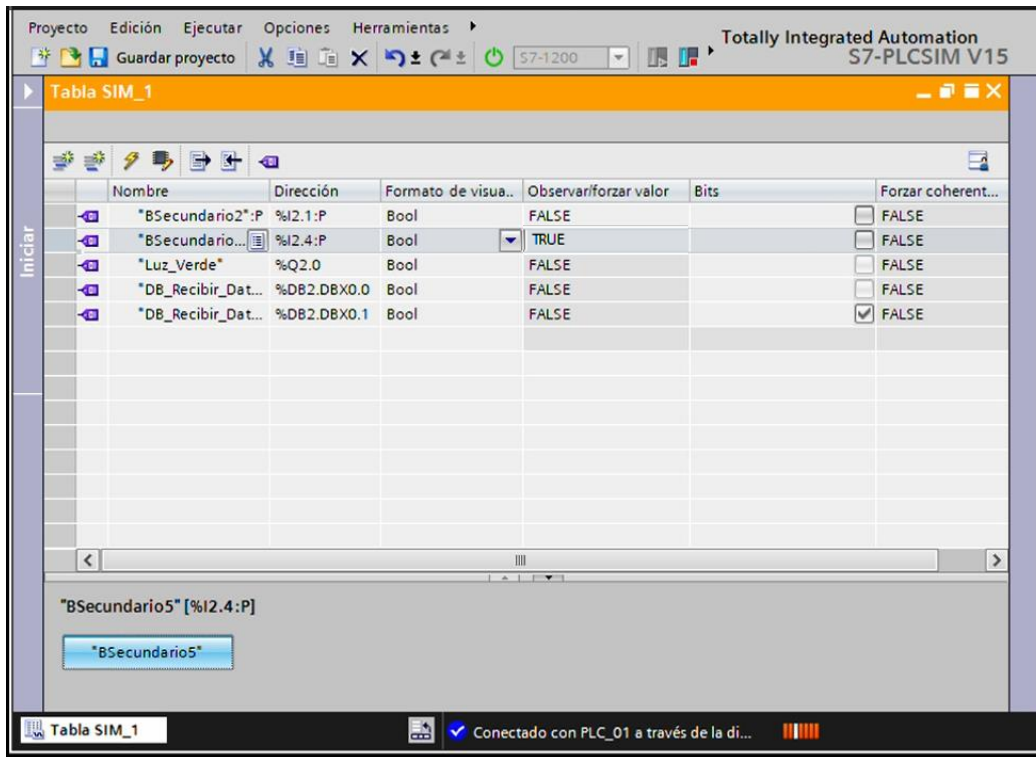 Proyecto Edición Ejecutar Opciones Herramientas
Totally Integrated Automation
Guardar proyecto S7-1200 S7-PLCSIM V15
Tabla SIM_1
Iniciar
Nombre Dirección Formato de visua... Observar/forzar valor Bits Forzar coherent...
"BSecundario2":P %I2.1:P Bool FALSE FALSE
"BSecundario... %I2.4:P Bool TRUE FALSE
"Luz_Verde" %Q2.0 Bool FALSE FALSE
"DB_Recibir_Dat... %DB2.DBX0.0 Bool FALSE FALSE
"DB_Recibir_Dat... %DB2.DBX0.1 Bool FALSE FALSE
"BSecundario5" [%I2.4:P]
"BSecundario5"
Tabla SIM_1 Conectado con PLC_01 a través de la di...